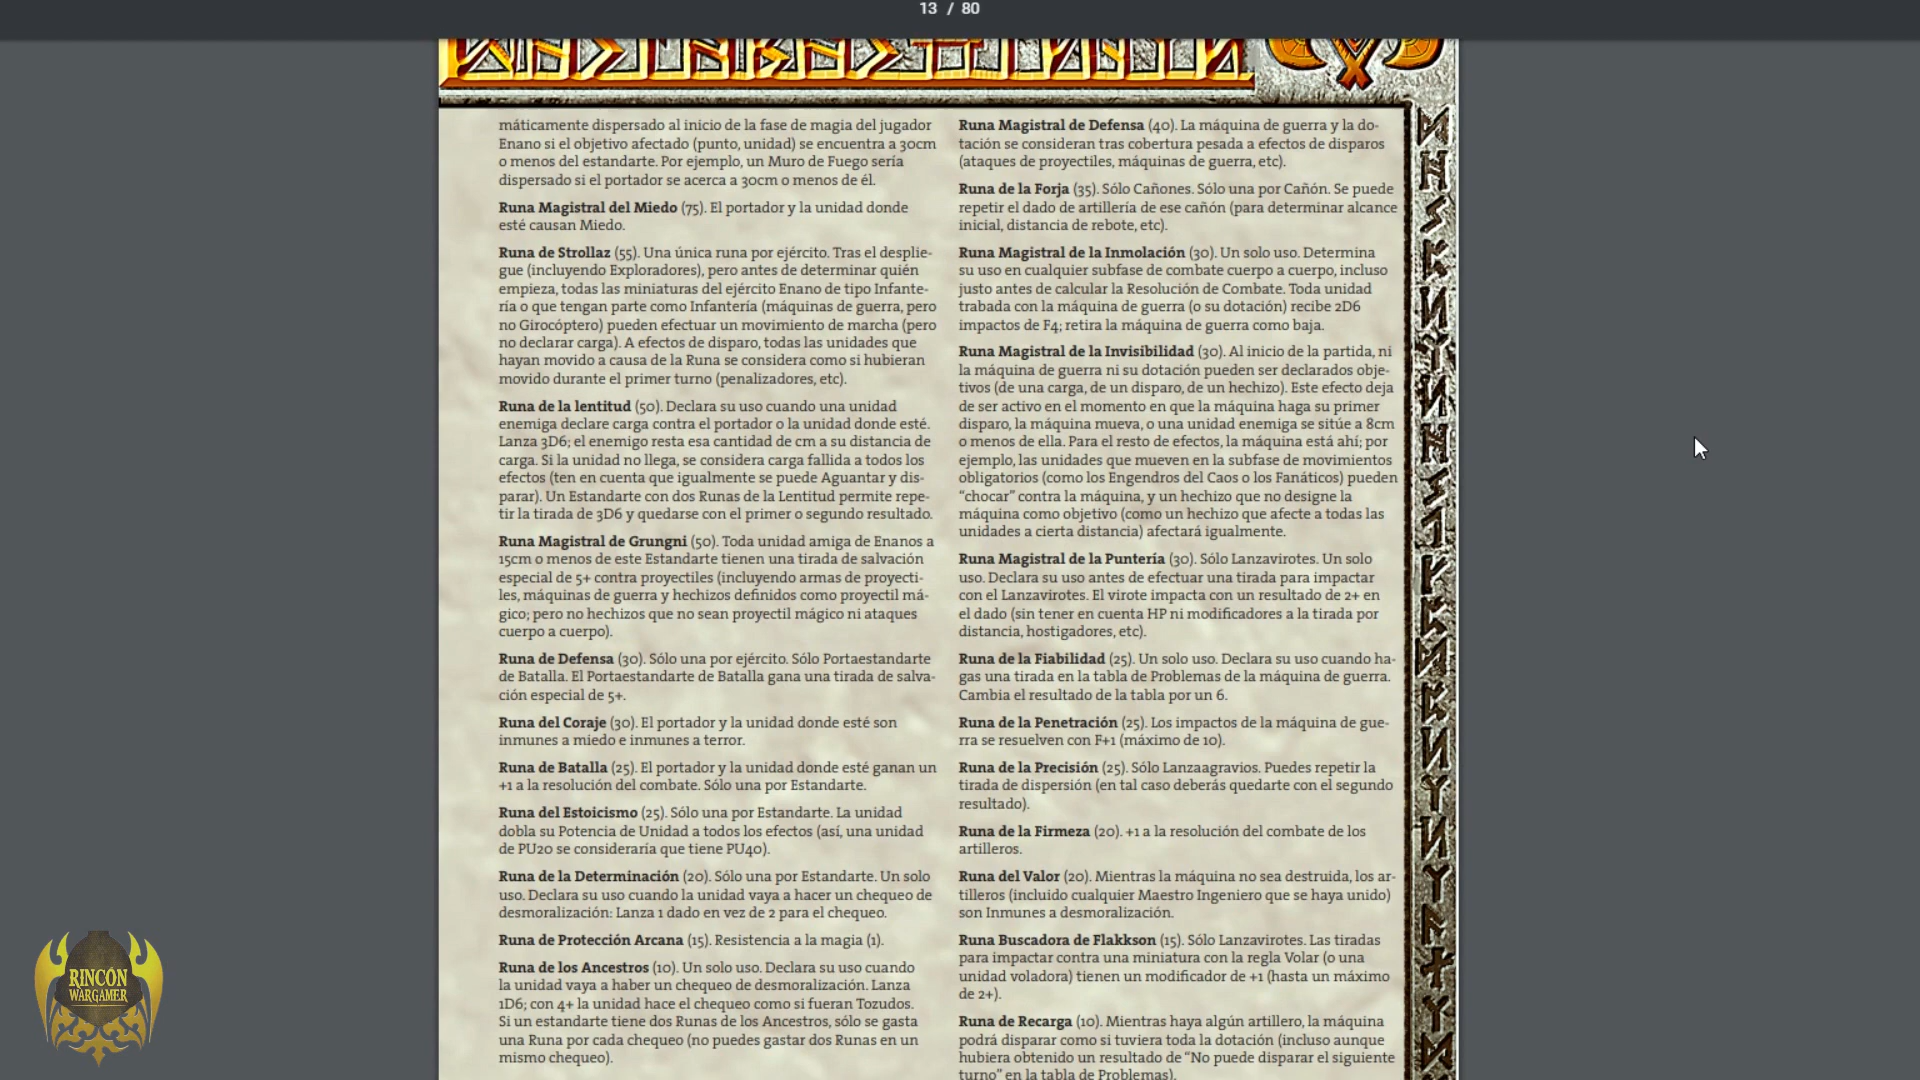 13 / 80
máticamente dispersado al inicio de la fase de magia del jugador
Enano si el objetivo afectado (punto, unidad) se encuentra a 30cm
o menos del estandarte. Por ejemplo, un Muro de Fuego sería
dispersado si el portador se acerca a 30cm o menos de él.
Runa Magistral del Miedo (75). El portador y la unidad donde
esté causan Miedo.
Runa de Strollaz (55). Una única runa por ejército. Tras el desplie-
gue (incluyendo Exploradores), pero antes de determinar quién
empieza, todas las miniaturas del ejército Enano de tipo Infante-
ría o que tengan parte como Infantería (máquinas de guerra, pero
no Girocóptero) pueden efectuar un movimiento de marcha (pero
no declarar carga). A efectos de disparo, todas las unidades que
hayan movido a causa de la Runa se considera como si hubieran
movido durante el primer turno (penalizadores, etc).
Runa de la lentitud (50). Declara su uso cuando una unidad
enemiga declare carga contra el portador o la unidad donde esté.
Lanza 3D6; el enemigo resta esa cantidad de cm a su distancia de
carga. Si la unidad no llega, se considera carga fallida a todos los
efectos (ten en cuenta que igualmente se puede Aguantar y dis-
parar). Un Estandarte con dos Runas de la Lentitud permite repe-
tir la tirada de 3D6 y quedarse con el primer o segundo resultado.
Runa Magistral de Grungni (50). Toda unidad amiga de Enanos a
15cm o menos de este Estandarte tienen una tirada de salvación
especial de 5+ contra proyectiles (incluyendo armas de proyecti-
les, máquinas de guerra y hechizos definidos como proyectil má-
gico; pero no hechizos que no sean proyectil mágico ni ataques
cuerpo a cuerpo).
Runa de Defensa (30). Sólo una por ejército. Sólo Portaestandarte
de Batalla. El Portaestandarte de Batalla gana una tirada de salva-
ción especial de 5+.
Runa del Coraje (30). El portador y la unidad donde esté son
inmunes a miedo e inmunes a terror.
Runa de Batalla (25). El portador y la unidad donde esté ganan un
+1 a la resolución del combate. Sólo una por Estandarte.
Runa del Estoicismo (25). Sólo una por Estandarte. La unidad
dobla su Potencia de Unidad a todos los efectos (así, una unidad
de PU20 se consideraría que tiene PU40).
Runa de la Determinación (20). Sólo una por Estandarte. Un solo
uso. Declara su uso cuando la unidad vaya a hacer un chequeo de
desmoralización: Lanza 1 dado en vez de 2 para el chequeo.
Runa de Protección Arcana (15). Resistencia a la magia (1).
Runa de los Ancestros (10). Un solo uso. Declara su uso cuando
la unidad vaya a haber un chequeo de desmoralización. Lanza
1D6; con 4+ la unidad hace el chequeo como si fueran Tozudos.
Si un estandarte tiene dos Runas de los Ancestros, sólo se gasta
una Runa por cada chequeo (no puedes gastar dos Runas en un
mismo chequeo).
Runa Magistral de Defensa (40). La máquina de guerra y la do-
tación se consideran tras cobertura pesada a efectos de disparos
(ataques de proyectiles, máquinas de guerra, etc).
Runa de la Forja (35). Sólo Cañones. Sólo una por Cañón. Se puede
repetir el dado de artillería de ese cañón (para determinar alcance
inicial, distancia de rebote, etc).
Runa Magistral de la Inmolación (30). Un solo uso. Determina
su uso en cualquier subfase de combate cuerpo a cuerpo, incluso
justo antes de calcular la Resolución de Combate. Toda unidad
trabada con la máquina de guerra (o su dotación) recibe 2D6
impactos de F4; retira la máquina de guerra como baja.
Runa Magistral de la Invisibilidad (30). Al inicio de la partida, ni
la máquina de guerra ni su dotación pueden ser declarados obje-
tivos (de una carga, de un disparo, de un hechizo). Este efecto deja
de ser activo en el momento en que la máquina haga su primer
disparo, la máquina mueva, o una unidad enemiga se sitúe a 8cm
o menos de ella. Para el resto de efectos, la máquina está ahí; por
ejemplo, las unidades que mueven en la subfase de movimientos
obligatorios (como los Engendros del Caos o los Fanáticos) pueden
“chocar” contra la máquina, y un hechizo que no designe la
máquina como objetivo (como un hechizo que afecte a todas las
unidades a cierta distancia) afectará igualmente.
Runa Magistral de la Puntería (30). Sólo Lanzavirotes. Un solo
uso. Declara su uso antes de efectuar una tirada para impactar
con el Lanzavirotes. El virote impacta con un resultado de 2+ en
el dado (sin tener en cuenta HP ni modificadores a la tirada por
distancia, hostigadores, etc).
Runa de la Fiabilidad (25). Un solo uso. Declara su uso cuando ha-
gas una tirada en la tabla de Problemas de la máquina de guerra.
Cambia el resultado de la tabla por un 6.
Runa de la Penetración (25). Los impactos de la máquina de gue-
rra se resuelven con F+1 (máximo de 10).
Runa de la Precisión (25). Sólo Lanzaagravios. Puedes repetir la
tirada de dispersión (en tal caso deberás quedarte con el segundo
resultado).
Runa de la Firmeza (20). +1 a la resolución del combate de los
artilleros.
Runa del Valor (20). Mientras la máquina no sea destruida, los ar-
tilleros (incluido cualquier Maestro Ingeniero que se haya unido)
son Inmunes a desmoralización.
Runa Buscadora de Flakkson (15). Sólo Lanzavirotes. Las tiradas
para impactar contra una miniatura con la regla Volar (o una
unidad voladora) tienen un modificador de +1 (hasta un máximo
de 2+).
Runa de Recarga (10). Mientras haya algún artillero, la máquina
podrá disparar como si tuviera toda la dotación (incluso aunque
hubiera obtenido un resultado de “No puede disparar el siguiente
turno” en la tabla de Problemas).
RINCÓN
WARGAMER